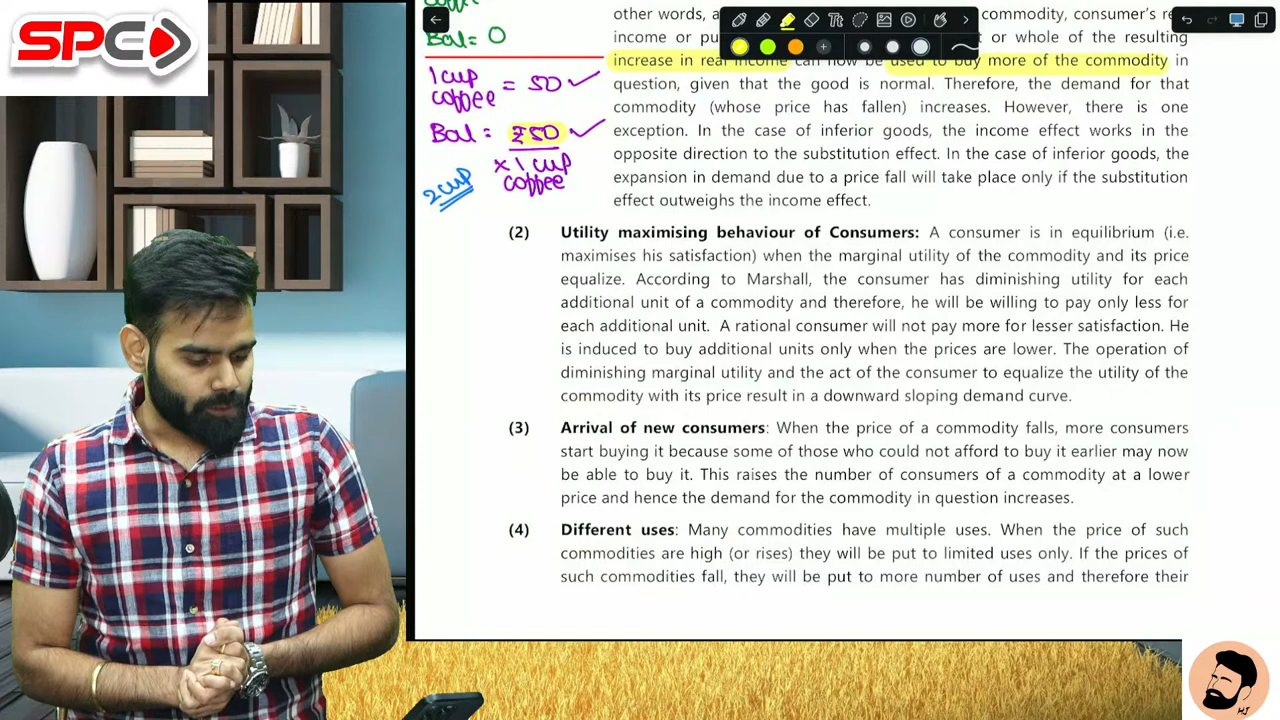 SPC
Bal = 0
1 cup
coffee = 50
Bal = ₹50
× 1 cup
coffee
2 cup
other words, a
commodity, consumer's re
income or pu
t or whole of the resulting
increase in real income can now be used to buy more of the commodity in
question, given that the good is normal. Therefore, the demand for that
commodity (whose price has fallen) increases. However, there is one
exception. In the case of inferior goods, the income effect works in the
opposite direction to the substitution effect. In the case of inferior goods, the
expansion in demand due to a price fall will take place only if the substitution
effect outweighs the income effect.
(2) Utility maximising behaviour of Consumers: A consumer is in equilibrium (i.e.
maximises his satisfaction) when the marginal utility of the commodity and its price
equalize. According to Marshall, the consumer has diminishing utility for each
additional unit of a commodity and therefore, he will be willing to pay only less for
each additional unit. A rational consumer will not pay more for lesser satisfaction. He
is induced to buy additional units only when the prices are lower. The operation of
diminishing marginal utility and the act of the consumer to equalize the utility of the
commodity with its price result in a downward sloping demand curve.
(3) Arrival of new consumers: When the price of a commodity falls, more consumers
start buying it because some of those who could not afford to buy it earlier may now
be able to buy it. This raises the number of consumers of a commodity at a lower
price and hence the demand for the commodity in question increases.
(4) Different uses: Many commodities have multiple uses. When the price of such
commodities are high (or rises) they will be put to limited uses only. If the prices of
such commodities fall, they will be put to more number of uses and therefore their
HJ